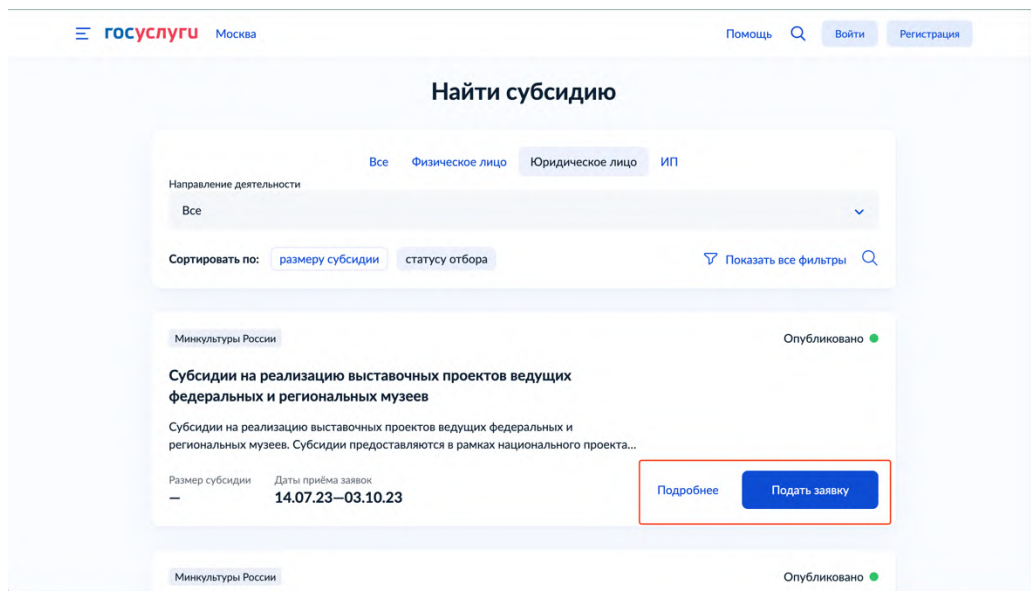 госуслуги Москва Помощь Войти Регистрация
Найти субсидию
Все Физическое лицо Юридическое лицо ИП
Направление деятельности
Все
Сортировать по: размеру субсидии статусу отбора Показать все фильтры
Минкультуры России Опубликовано
Субсидии на реализацию выставочных проектов ведущих
федеральных и региональных музеев
Субсидии на реализацию выставочных проектов ведущих федеральных и
региональных музеев. Субсидии предоставляются в рамках национального проекта...
Размер субсидии Даты приёма заявок
— 14.07.23—03.10.23
Подробнее Подать заявку
Минкультуры России Опубликовано